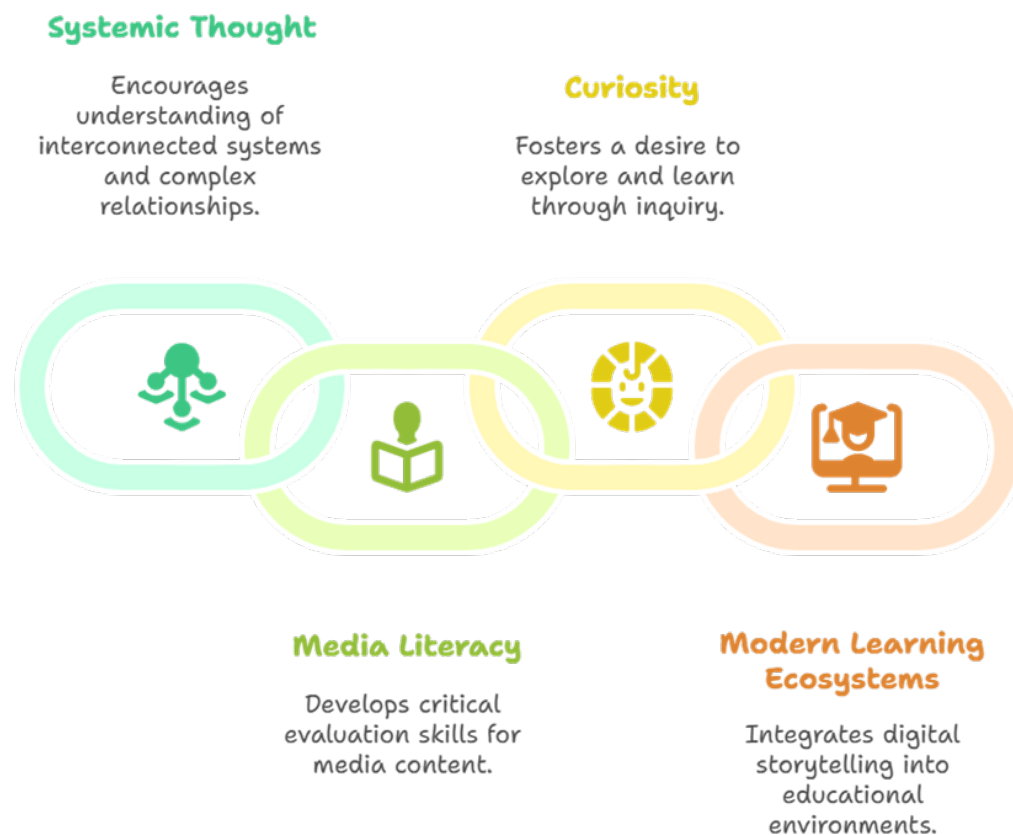 Systemic Thought
Encourages
understanding of
interconnected systems
and complex
relationships.
Curiosity
Fosters a desire to
explore and learn
through inquiry.
Media Literacy
Develops critical
evaluation skills for
media content.
Modern Learning
Ecosystems
Integrates digital
storytelling into
educational
environments.